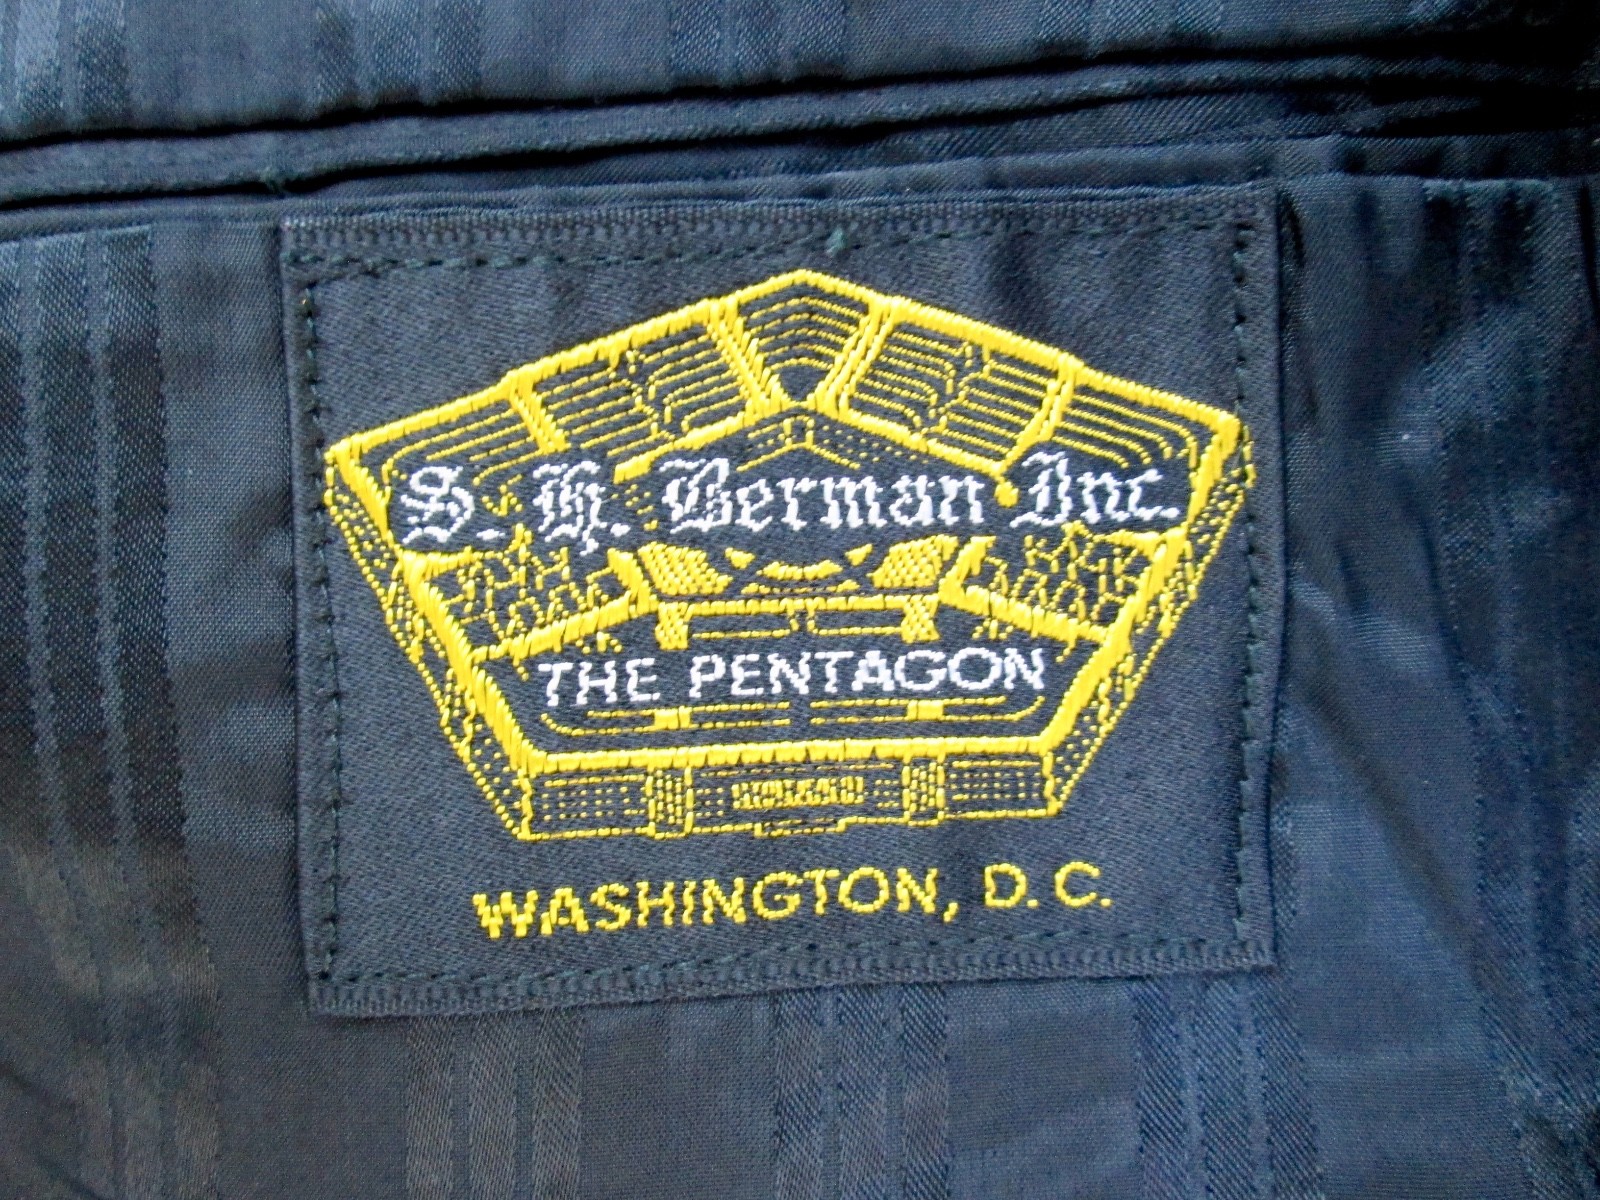 S. H. Berman Inc.
THE PENTAGON
WASHINGTON, D.C.